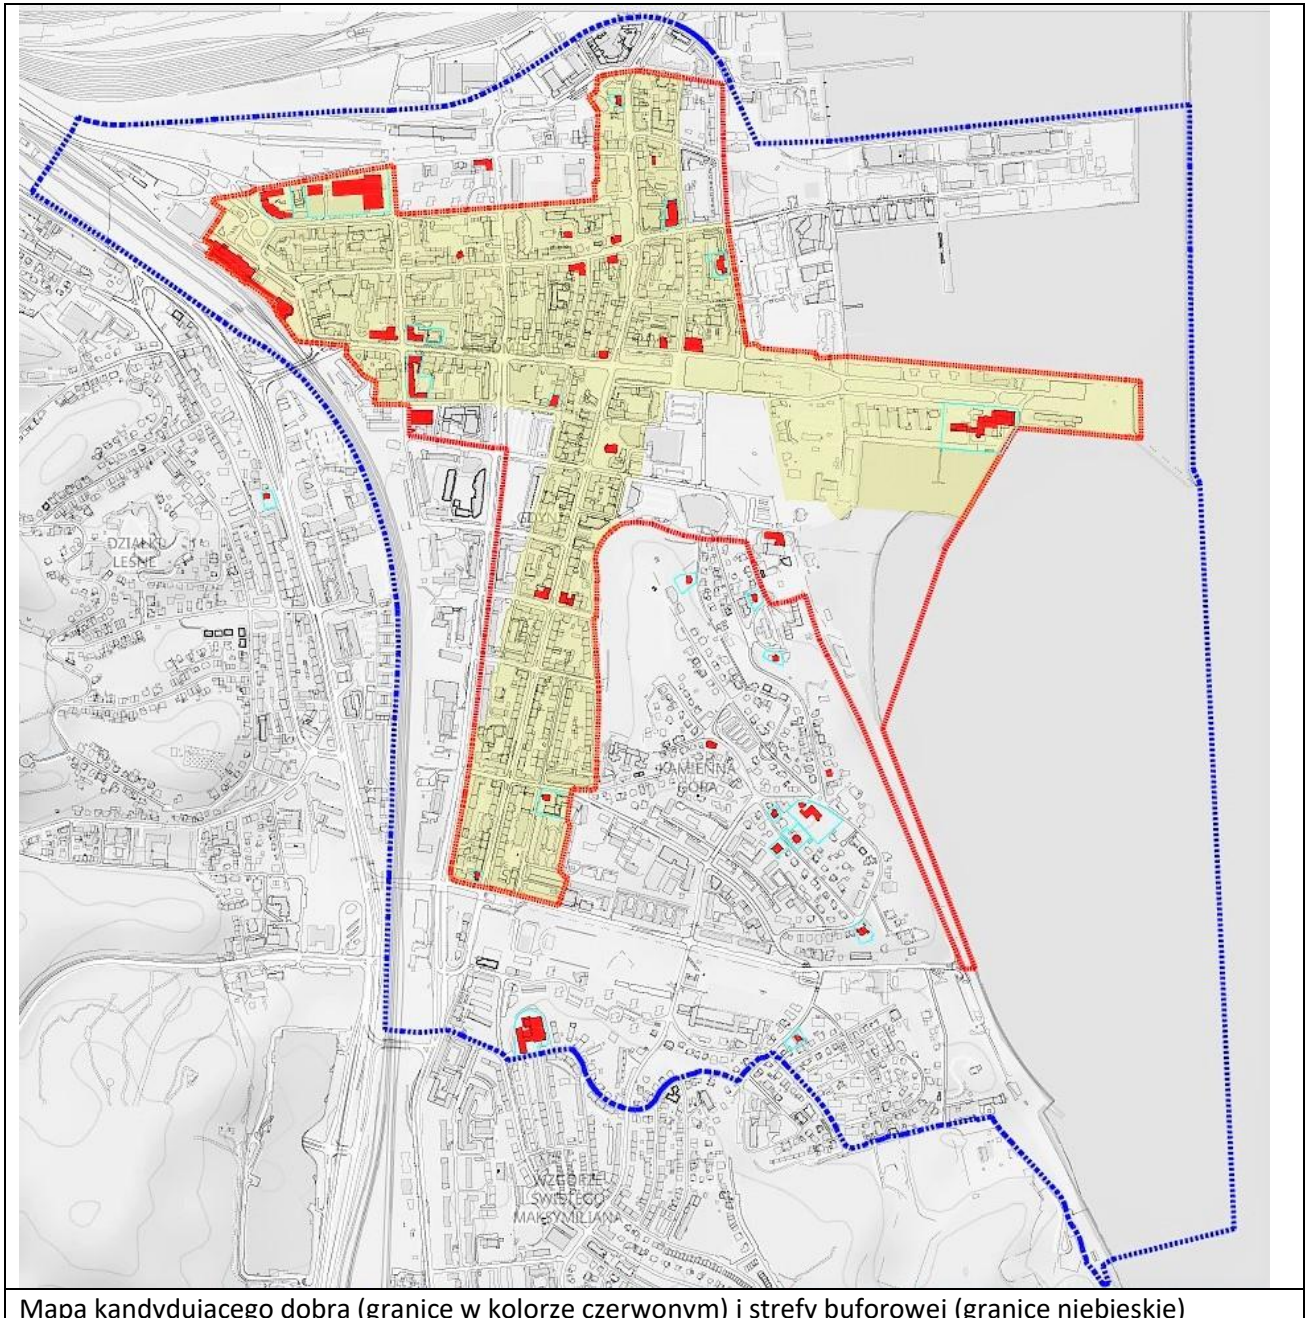 DZIAŁKI
LEŚNE
KAMIENNA
GÓRA
WZGÓRZE
ŚWIĘTEGO
MAKSYMILIANA
Mapa kandydującego dobra (granice w kolorze czerwonym) i strefy buforowej (granice niebieskie)